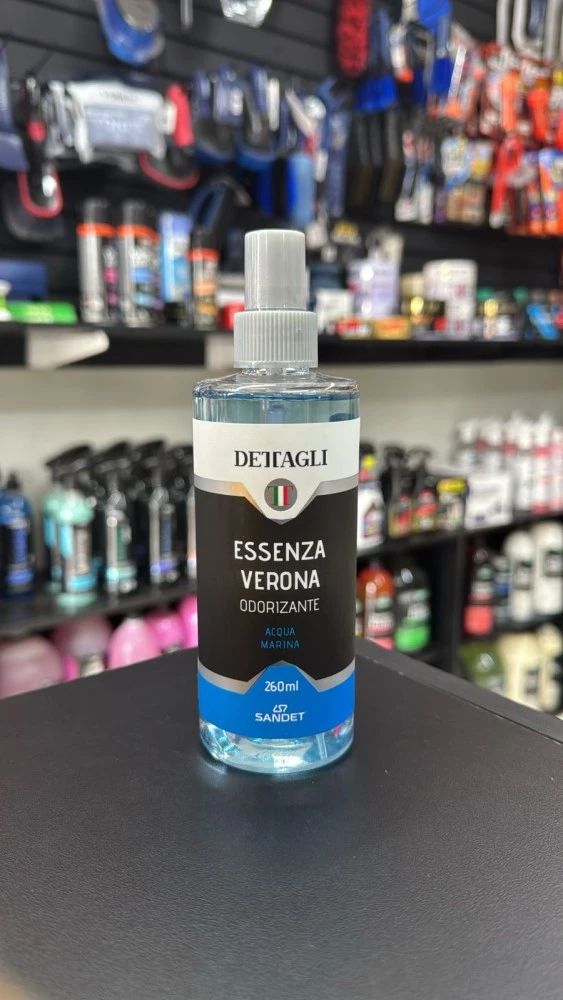 DETTAGLI
ESSENZA
VERONA
ODORIZANTE
ACQUA
MARINA
260ml
SANDET